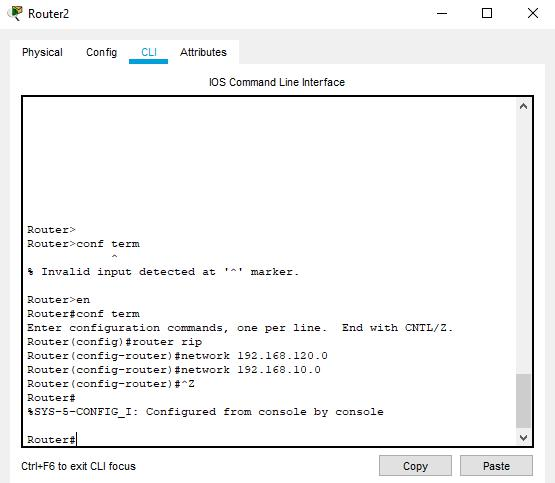 Router2
Physical Config CLI Attributes
IOS Command Line Interface
Router>
Router>conf term
^
% Invalid input detected at '^' marker.
Router>en
Router#conf term
Enter configuration commands, one per line.  End with CNTL/Z.
Router(config)#router rip
Router(config-router)#network 192.168.120.0
Router(config-router)#network 192.168.10.0
Router(config-router)#^Z
Router#
%SYS-5-CONFIG_I: Configured from console by console
Router#
Ctrl+F6 to exit CLI focus Copy Paste